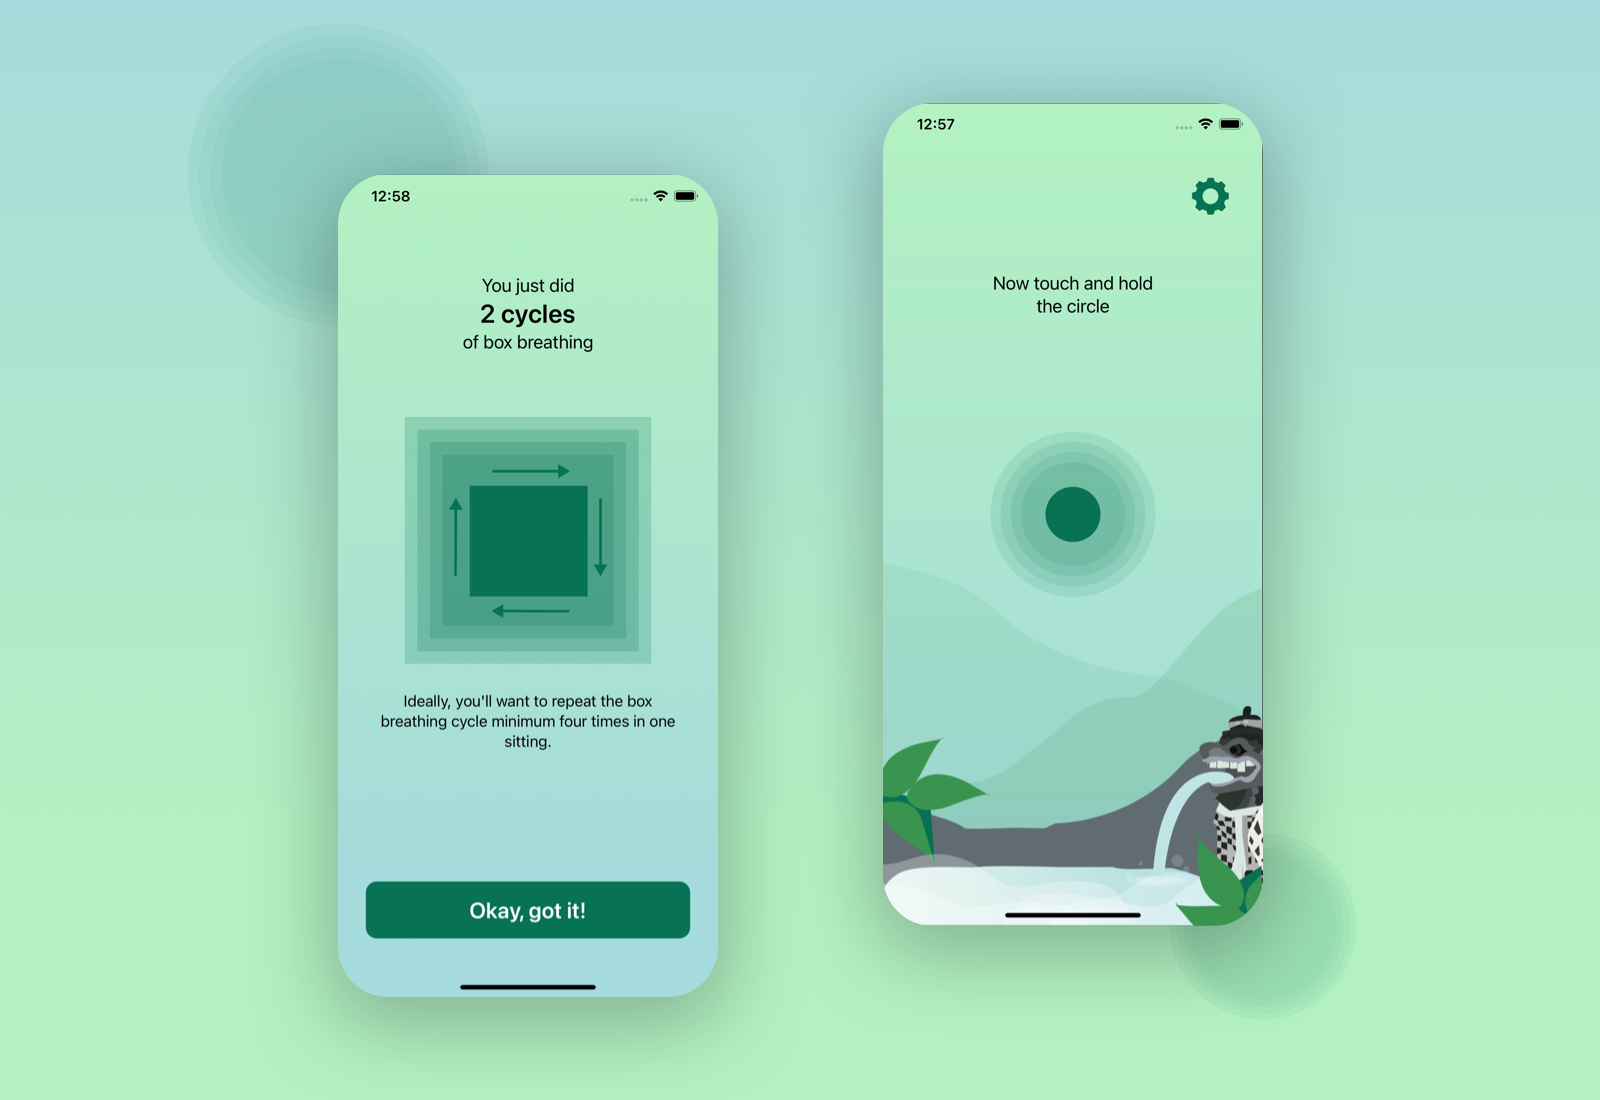 12:58
You just did
2 cycles
of box breathing
Ideally, you'll want to repeat the box
breathing cycle minimum four times in one
sitting.
Okay, got it!
12:57
Now touch and hold
the circle